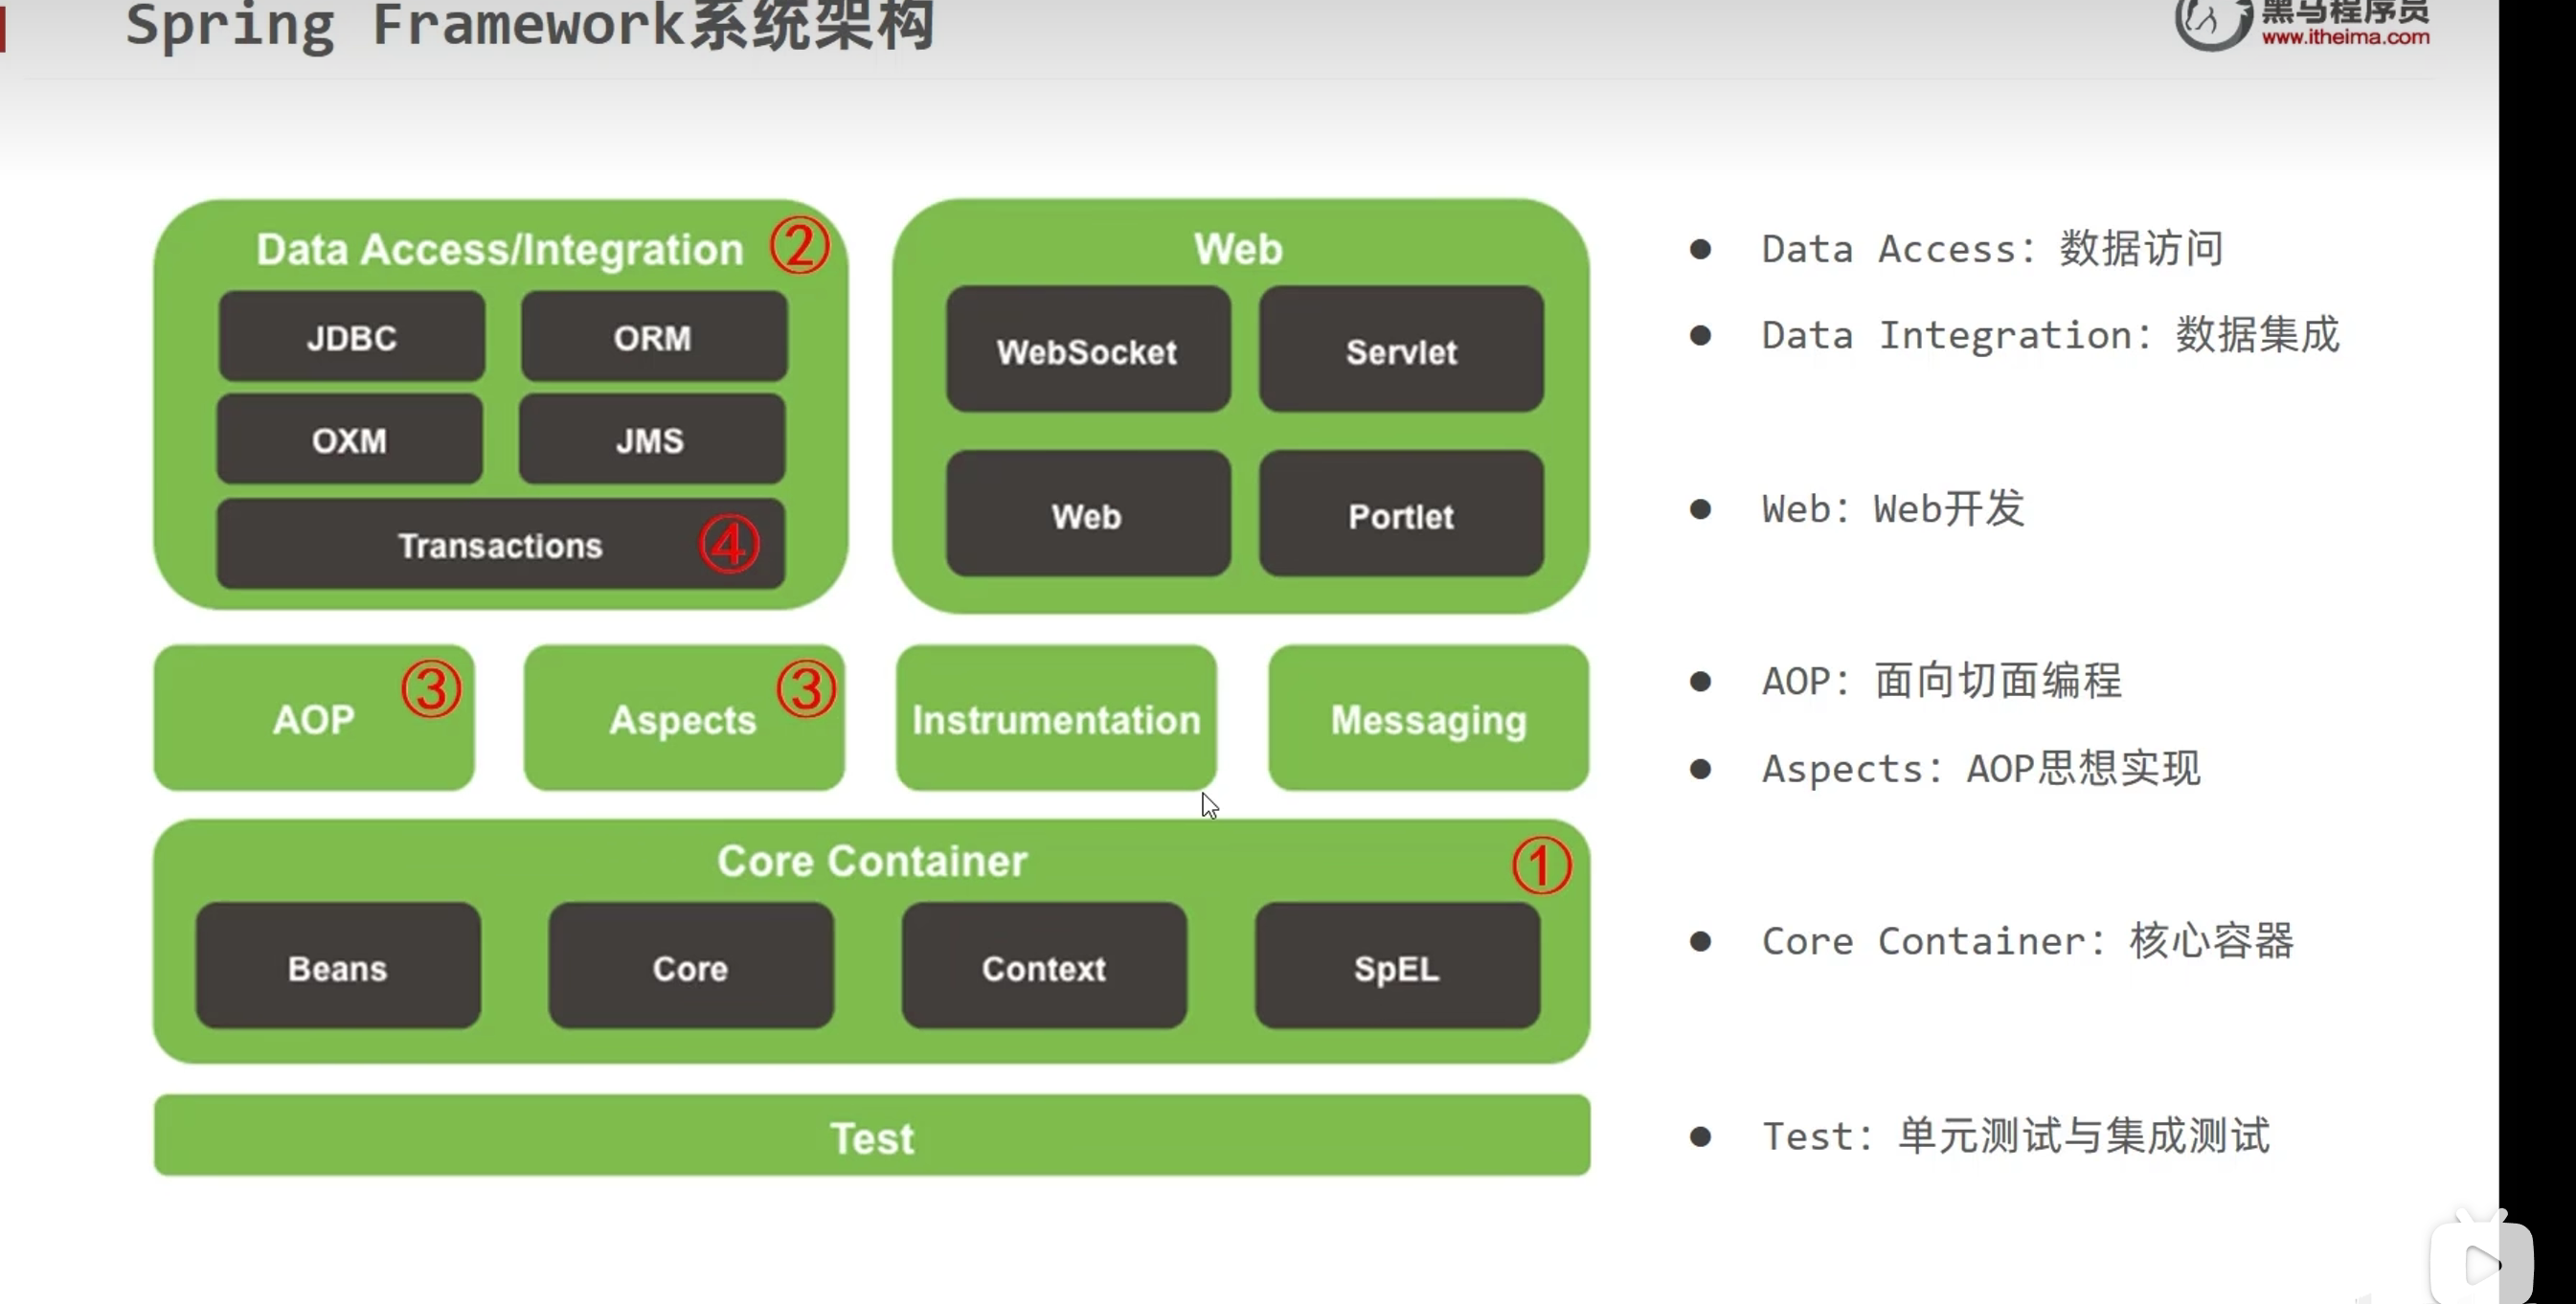 Spring Framework系统架构
黑马程序员
www.itheima.com
Data Access/Integration ②
JDBC ORM
OXM JMS
Transactions ④
Web
WebSocket Servlet
Web Portlet
AOP ③ Aspects ③ Instrumentation Messaging
Core Container ①
Beans Core Context SpEL
Test
● Data Access：数据访问
● Data Integration：数据集成
● Web：Web开发
● AOP：面向切面编程
● Aspects：AOP思想实现
● Core Container：核心容器
● Test：单元测试与集成测试